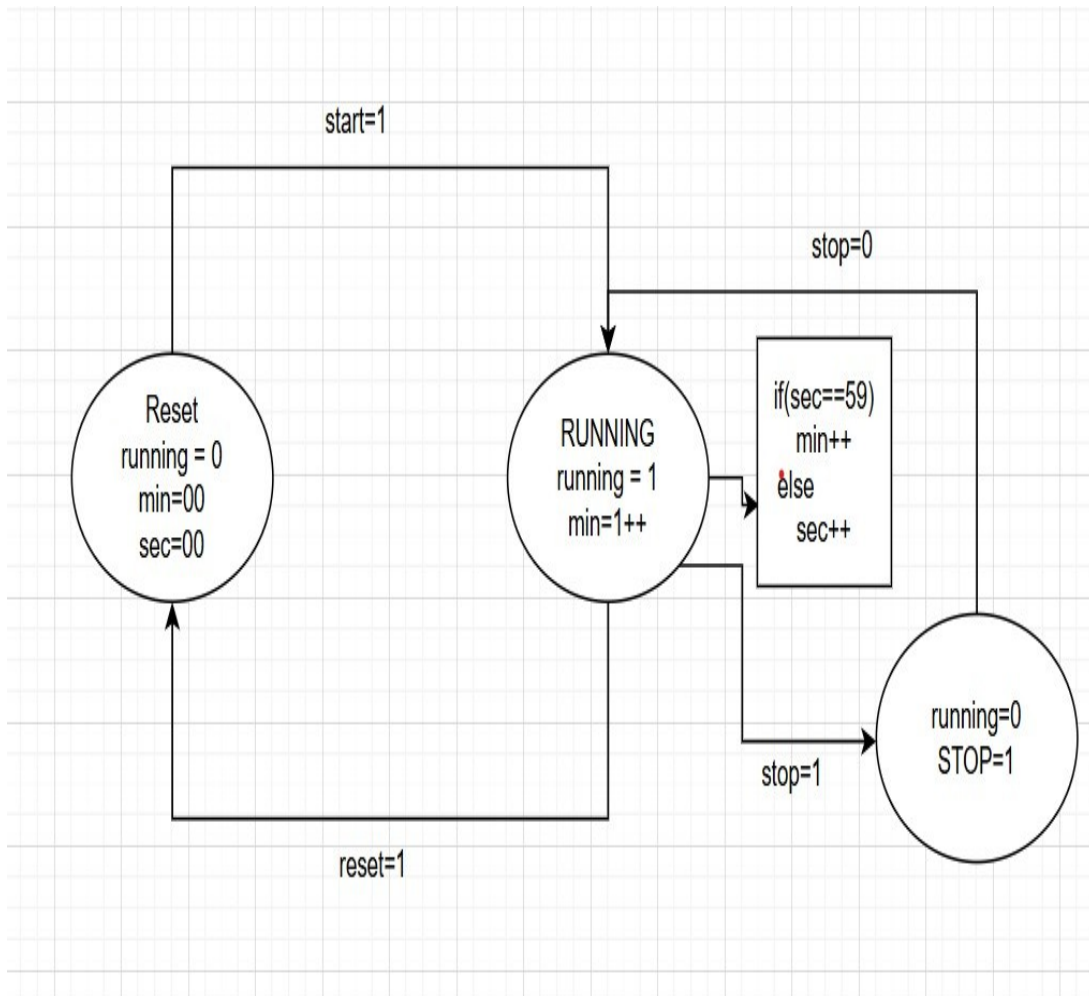 start=1
stop=0
Reset
running = 0
min=00
sec=00
RUNNING
running = 1
min=1++
if(sec==59)
min++
else
sec++
running=0
STOP=1
stop=1
reset=1